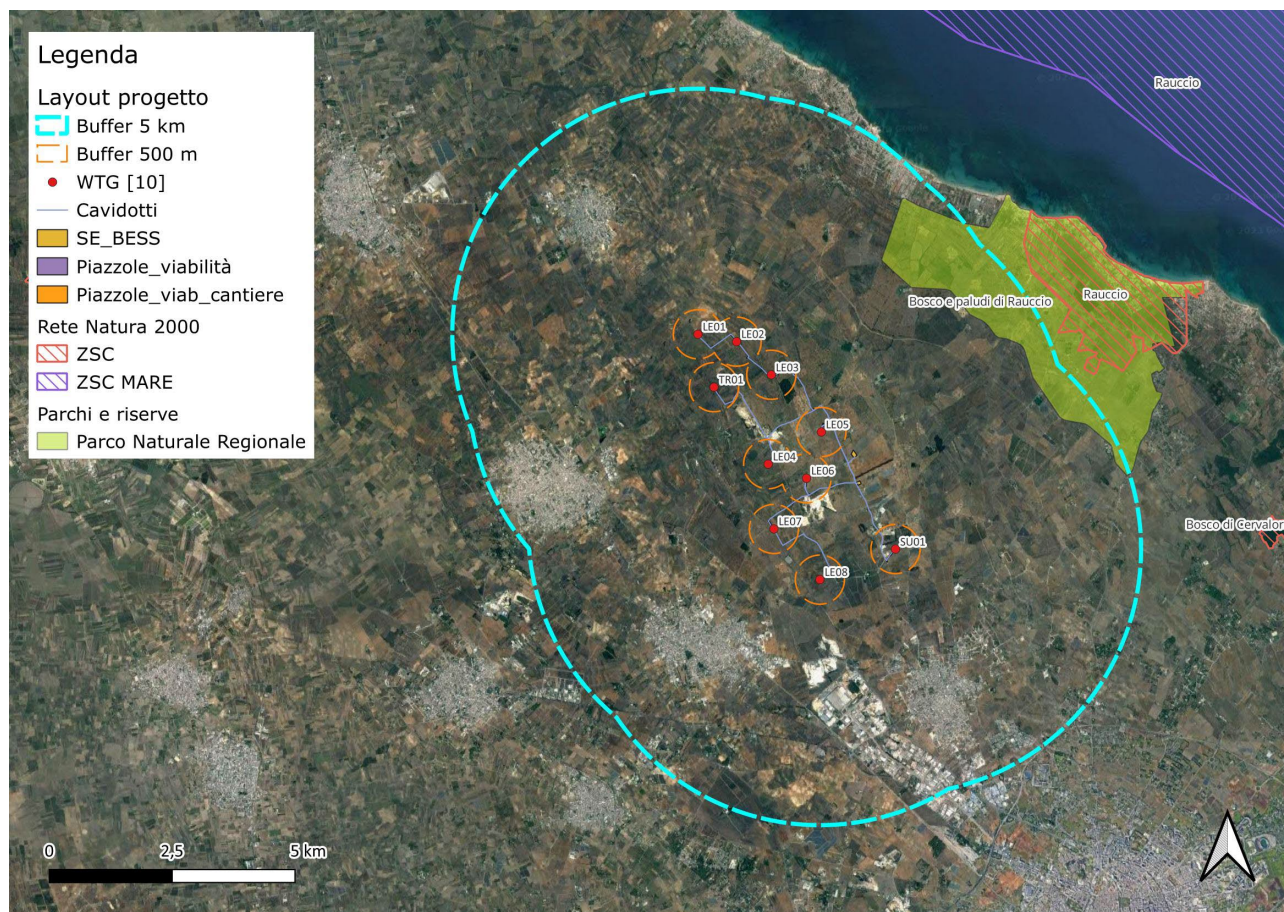 Legenda
Layout progetto
Buffer 5 km
Buffer 500 m
WTG [10]
Cavidotti
SE_BESS
Piazzole_viabilità
Piazzole_viab_cantiere
Rete Natura 2000
ZSC
ZSC MARE
Parchi e riserve
Parco Naturale Regionale
Rauccio
Bosco e paludi di Rauccio
Rauccio
LE01
LE02
LE03
TR01
LE05
LE04
LE06
LE07
SU01
LE08
Bosco di Cervalor
0 2,5 5 km